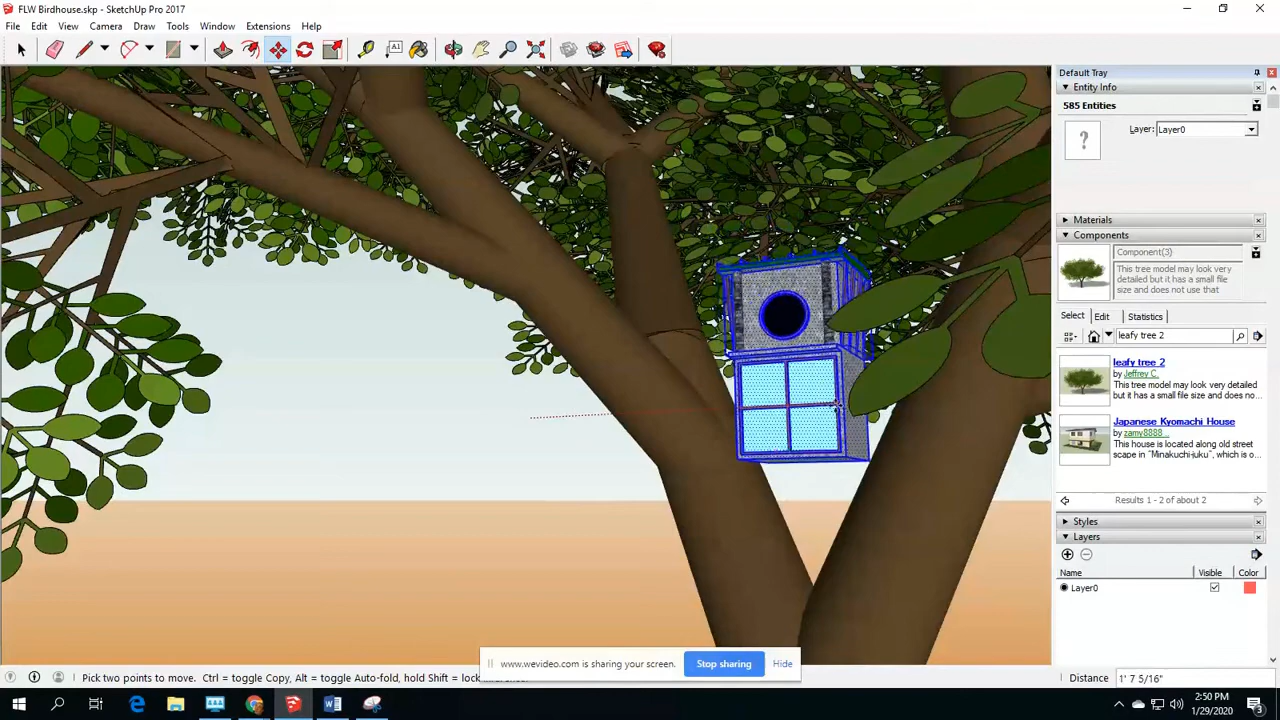 FLW Birdhouse.skp - SketchUp Pro 2017
File Edit View Camera Draw Tools Window Extensions Help
Default Tray
Entity Info
585 Entities
Layer: Layer0
Materials
Components
Component(3)
This tree model may look very
detailed but it has a small file
size and does not use that
Select Edit Statistics
leafy tree 2
leafy tree 2
by Jeffrey C.
This tree model may look very detailed
but it has a small file size and does no...
Japanese Kyomachi House
by zamy8888 ..
This house is located along old street
scape in "Minakuchi-juku", which is o...
Results 1 - 2 of about 2
Styles
Layers
Name Visible Color
Layer0
www.wevideo.com is sharing your screen. Stop sharing Hide
Pick two points to move. Ctrl = toggle Copy, Alt = toggle Auto-fold, hold Shift =
Distance 1' 7 5/16"
2:50 PM
1/29/2020
3